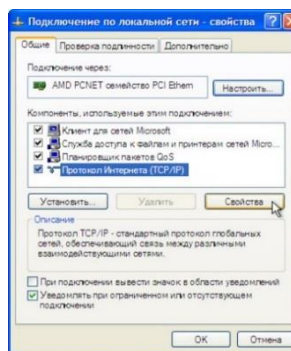 Подключение по локальной сети - свойства
Общие Проверка подлинности Дополнительно
Подключение через:
AMD PCNET семейство PCI Ethern Настроить...
Компоненты, используемые этим подключением:
Клиент для сетей Microsoft
Служба доступа к файлам и принтерам сетей Micro...
Планировщик пакетов QoS
Протокол Интернета (TCP/IP)
Установить... Удалить Свойства
Описание
Протокол TCP/IP - стандартный протокол глобальных
сетей, обеспечивающий связь между различными
взаимодействующими сетями.
При подключении вывести значок в области уведомлений
Уведомлять при ограниченном или отсутствующем
подключении
ОК Отмена